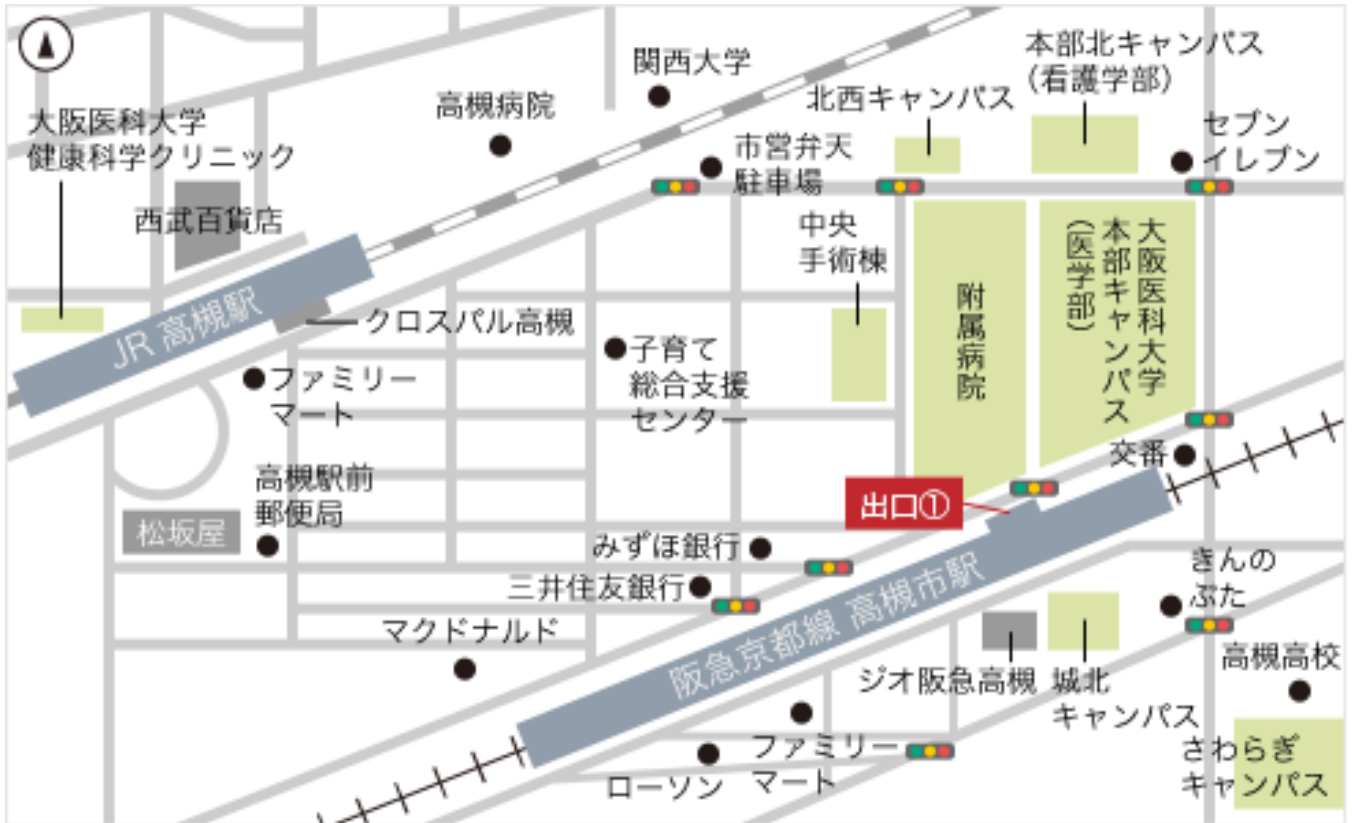 関西大学
本部北キャンパス
（看護学部）
高槻病院
北西キャンパス
セブン
イレブン
大阪医科大学
健康科学クリニック
市営弁天
駐車場
西武百貨店
中央
手術棟
大阪医科大学
本部キャンパス
（医学部）
附属病院
JR 高槻駅
クロスパル高槻
子育て
総合支援
センター
ファミリー
マート
交番
高槻駅前
郵便局
出口①
松坂屋
みずほ銀行
三井住友銀行
きんの
ぶた
マクドナルド
阪急京都線 高槻市駅
ジオ阪急高槻
城北
キャンパス
高槻高校
ファミリー
マート
ローソン
さわらぎ
キャンパス